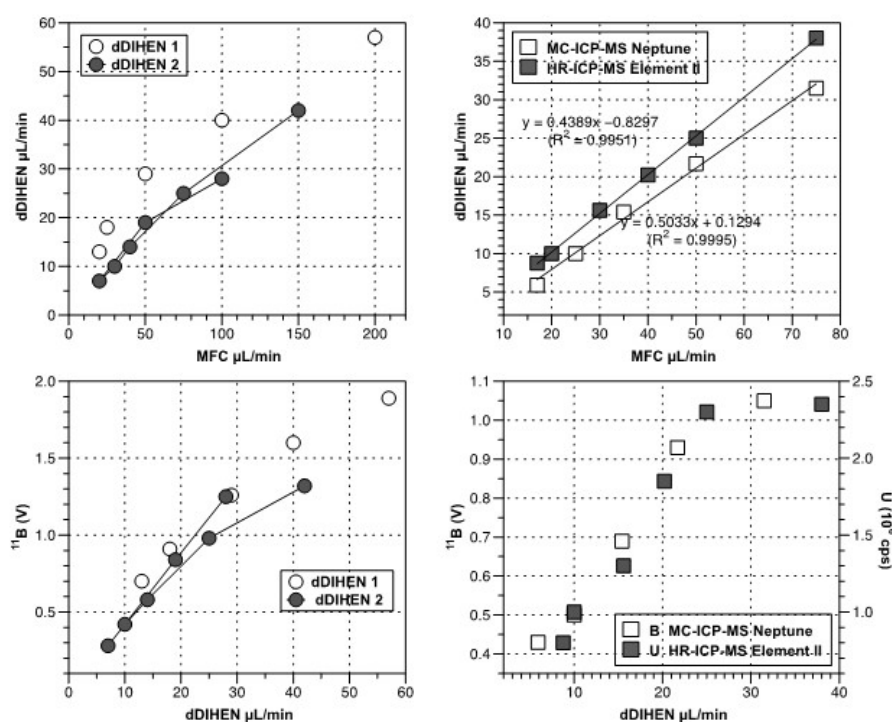 60
50
40
30
20
10
0
dDIHEN µL/min
dDIHEN 1
dDIHEN 2
0 50 100 150 200
MFC µL/min
40
35
30
25
20
15
10
5
dDIHEN µL/min
MC-ICP-MS Neptune
HR-ICP-MS Element II
y = 0.4389x –0.8297
(R² = 0.9951)
y = 0.5033x + 0.1294
(R² = 0.9995)
10 20 30 40 50 60 70 80
MFC µL/min
2.0
1.5
1.0
0.5
¹¹B (V)
dDIHEN 1
dDIHEN 2
0 10 20 30 40 50 60
dDIHEN µL/min
1.1
1.0
0.9
0.8
0.7
0.6
0.5
0.4
¹¹B (V)
2.5
2.0
1.5
1.0
U cps)
B MC-ICP-MS Neptune
U HR-ICP-MS Element II
10 20 30 40
dDIHEN µL/min